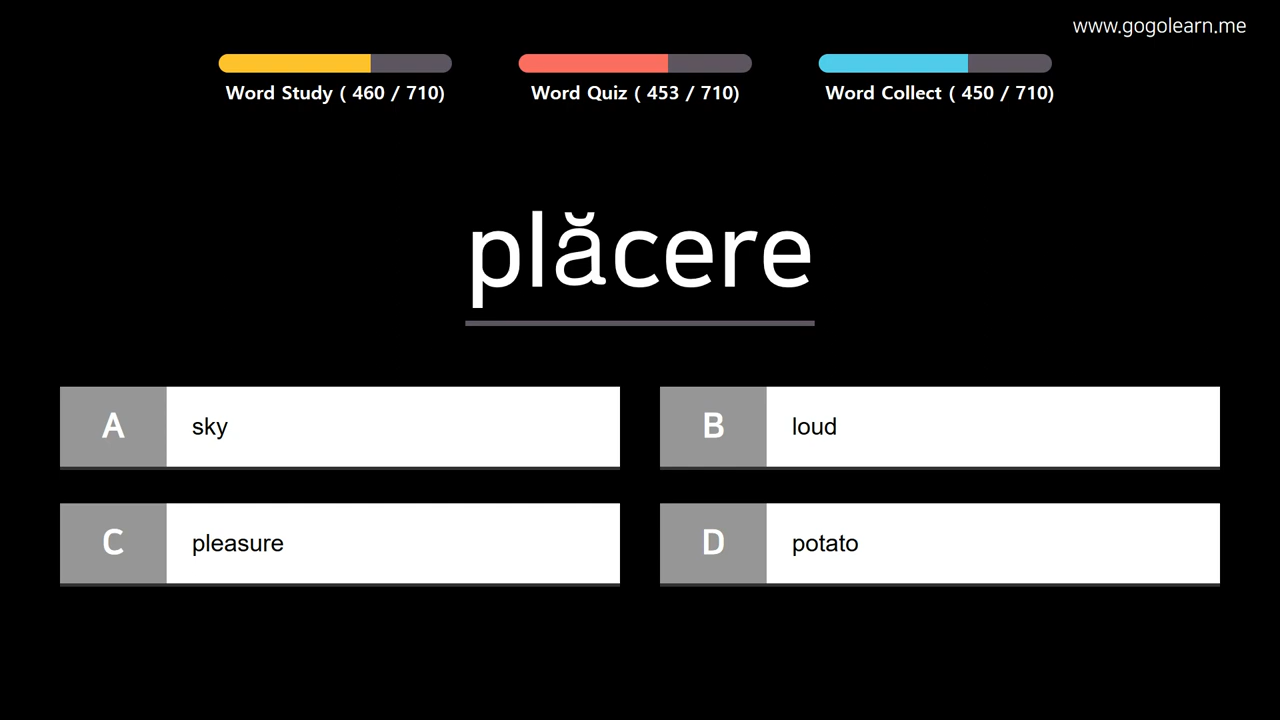 www.gogolearn.me
Word Study ( 460 / 710)
Word Quiz ( 453 / 710)
Word Collect ( 450 / 710)
plăcere
A sky
B loud
C pleasure
D potato